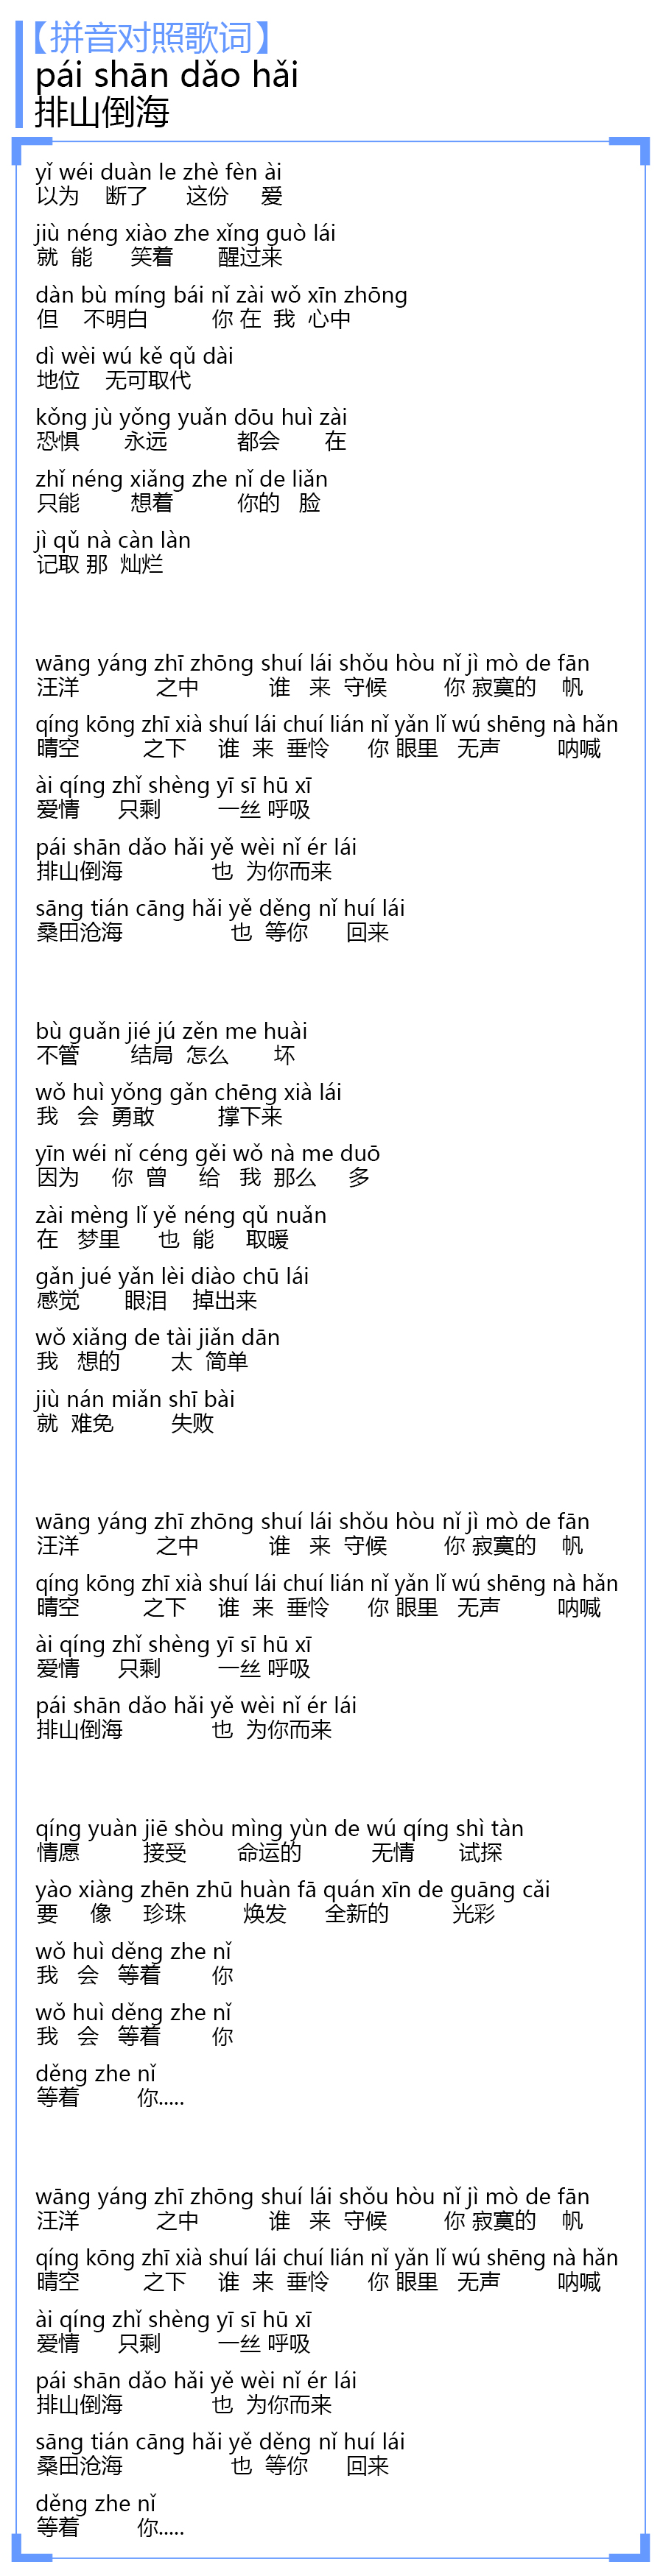 【拼音对照歌词】
pái shān dǎo hǎi
排山倒海
yǐ wéi duàn le zhè fèn ài
以为 断了 这份 爱
jiù néng xiào zhe xǐng guò lái
就 能 笑着 醒过来
dàn bù míng bái nǐ zài wǒ xīn zhōng
但 不明白 你 在 我 心中
dì wèi wú kě qǔ dài
地位 无可取代
kǒng jù yǒng yuǎn dōu huì zài
恐惧 永远 都会 在
zhǐ néng xiǎng zhe nǐ de liǎn
只能 想着 你的 脸
jì qǔ nà càn làn
记取 那 灿烂
wāng yáng zhī zhōng shuí lái shǒu hòu nǐ jì mò de fān
汪洋 之中 谁 来 守候 你 寂寞的 帆
qíng kōng zhī xià shuí lái chuí lián nǐ yǎn lǐ wú shēng nà hǎn
晴空 之下 谁 来 垂怜 你 眼里 无声 呐喊
ài qíng zhǐ shèng yī sī hū xī
爱情 只剩 一丝 呼吸
pái shān dǎo hǎi yě wèi nǐ ér lái
排山倒海 也 为你而来
sāng tián cāng hǎi yě děng nǐ huí lái
桑田沧海 也 等你 回来
bù guǎn jié jú zěn me huài
不管 结局 怎么 坏
wǒ huì yǒng gǎn chēng xià lái
我 会 勇敢 撑下来
yīn wéi nǐ céng gěi wǒ nà me duō
因为 你 曾 给 我 那么 多
zài mèng lǐ yě néng qǔ nuǎn
在 梦里 也 能 取暖
gǎn jué yǎn lèi diào chū lái
感觉 眼泪 掉出来
wǒ xiǎng de tài jiǎn dān
我 想的 太 简单
jiù nán miǎn shī bài
就 难免 失败
wāng yáng zhī zhōng shuí lái shǒu hòu nǐ jì mò de fān
汪洋 之中 谁 来 守候 你 寂寞的 帆
qíng kōng zhī xià shuí lái chuí lián nǐ yǎn lǐ wú shēng nà hǎn
晴空 之下 谁 来 垂怜 你 眼里 无声 呐喊
ài qíng zhǐ shèng yī sī hū xī
爱情 只剩 一丝 呼吸
pái shān dǎo hǎi yě wèi nǐ ér lái
排山倒海 也 为你而来
qíng yuàn jiē shòu mìng yùn de wú qíng shì tàn
情愿 接受 命运的 无情 试探
yào xiàng zhēn zhū huàn fā quán xīn de guāng cǎi
要 像 珍珠 焕发 全新的 光彩
wǒ huì děng zhe nǐ
我 会 等着 你
wǒ huì děng zhe nǐ
我 会 等着 你
děng zhe nǐ
等着 你.....
wāng yáng zhī zhōng shuí lái shǒu hòu nǐ jì mò de fān
汪洋 之中 谁 来 守候 你 寂寞的 帆
qíng kōng zhī xià shuí lái chuí lián nǐ yǎn lǐ wú shēng nà hǎn
晴空 之下 谁 来 垂怜 你 眼里 无声 呐喊
ài qíng zhǐ shèng yī sī hū xī
爱情 只剩 一丝 呼吸
pái shān dǎo hǎi yě wèi nǐ ér lái
排山倒海 也 为你而来
sāng tián cāng hǎi yě děng nǐ huí lái
桑田沧海 也 等你 回来
děng zhe nǐ
等着 你.....